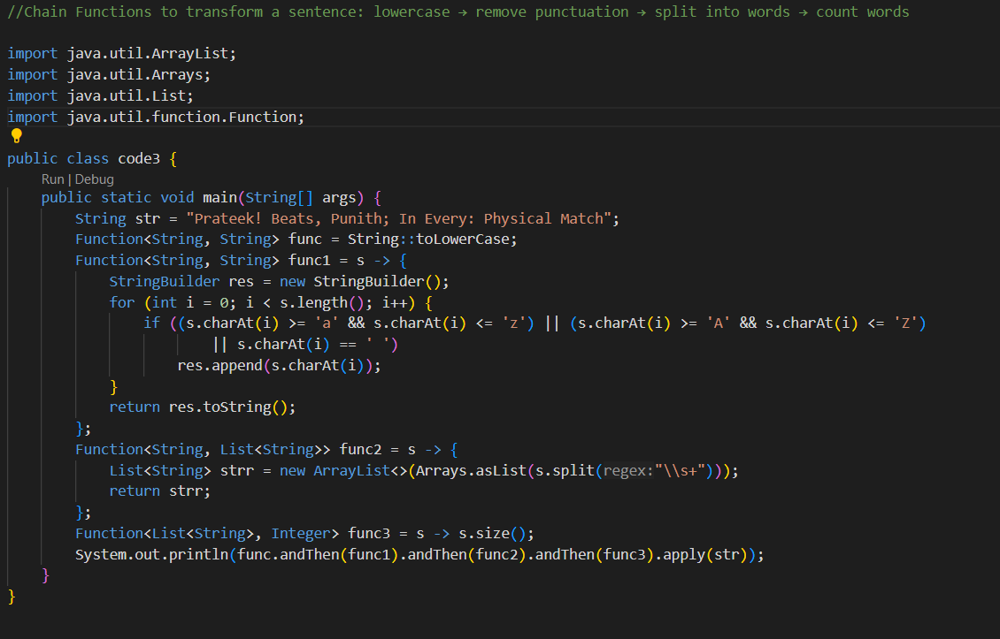 //Chain Functions to transform a sentence: lowercase → remove punctuation → split into words → count words
import java.util.ArrayList;
import java.util.Arrays;
import java.util.List;
import java.util.function.Function;
public class code3 {
Run | Debug
public static void main(String[] args) {
String str = "Prateek! Beats, Punith; In Every: Physical Match";
Function<String, String> func = String::toLowerCase;
Function<String, String> func1 = s -> {
StringBuilder res = new StringBuilder();
for (int i = 0; i < s.length(); i++) {
if ((s.charAt(i) >= 'a' && s.charAt(i) <= 'z') || (s.charAt(i) >= 'A' && s.charAt(i) <= 'Z')
|| s.charAt(i) == ' ')
res.append(s.charAt(i));
}
return res.toString();
};
Function<String, List<String>> func2 = s -> {
List<String> strr = new ArrayList<>(Arrays.asList(s.split(regex:"\\s+")));
return strr;
};
Function<List<String>, Integer> func3 = s -> s.size();
System.out.println(func.andThen(func1).andThen(func2).andThen(func3).apply(str));
}
}